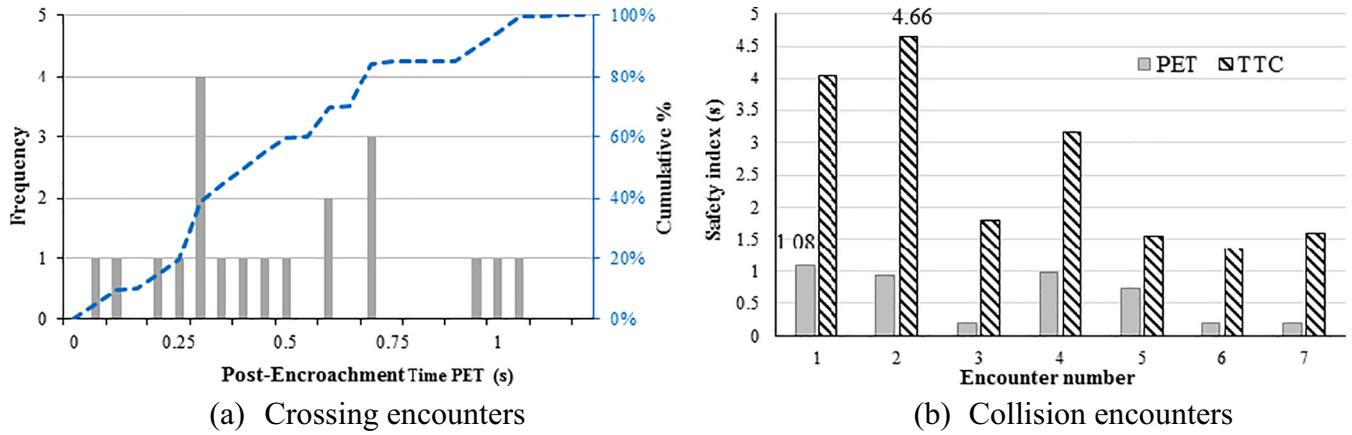 5
4
3
2
1
0
Frequency
100%
80%
60%
40%
20%
0%
Cumulative %
0 0.25 0.5 0.75 1
Post-Encroachment Time PET (s)
(a) Crossing encounters
5
4.5
4
3.5
3
2.5
2
1.5
1
0.5
0
Safety index (s)
4.66
1.08
PET TTC
1 2 3 4 5 6 7
Encounter number
(b) Collision encounters